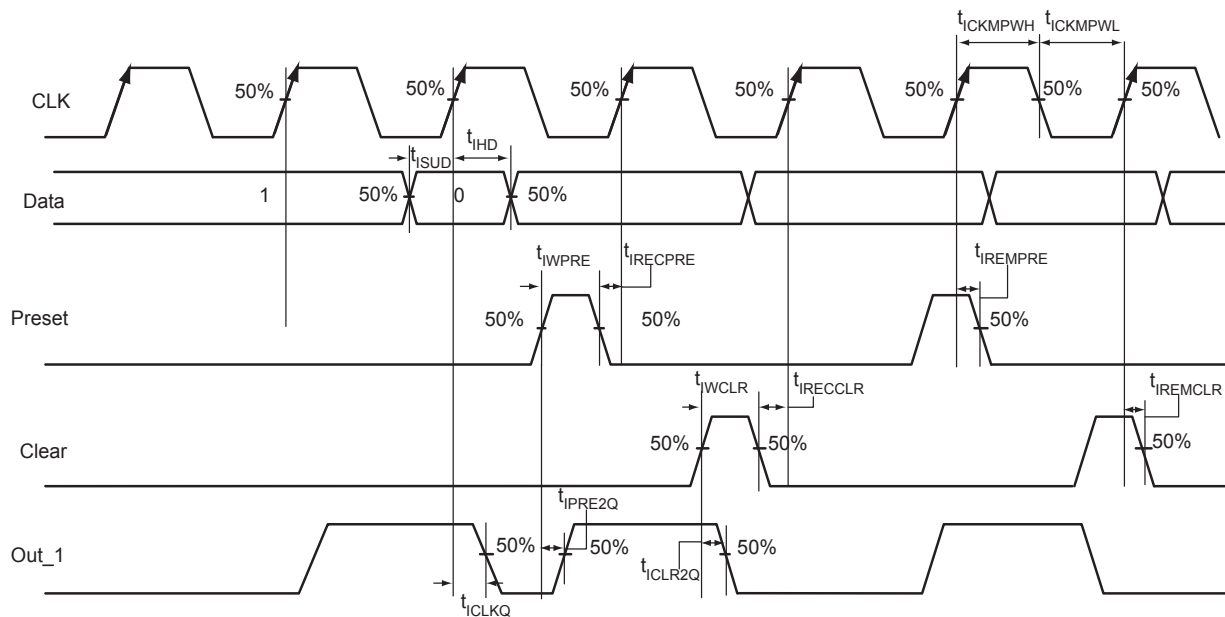 tICKMPWH tICKMPWL
CLK 50% 50% 50% 50% 50% 50% 50%
tISUD tIHD
Data 1 50% 0 50%
tIWPRE tIRECPRE tIREMPRE
Preset 50% 50% 50%
tIWCLR tIRECCLR tIREMCLR
Clear 50% 50% 50%
tIPRE2Q
Out_1 50% 50% 50%
tICLR2Q
tICLKQ